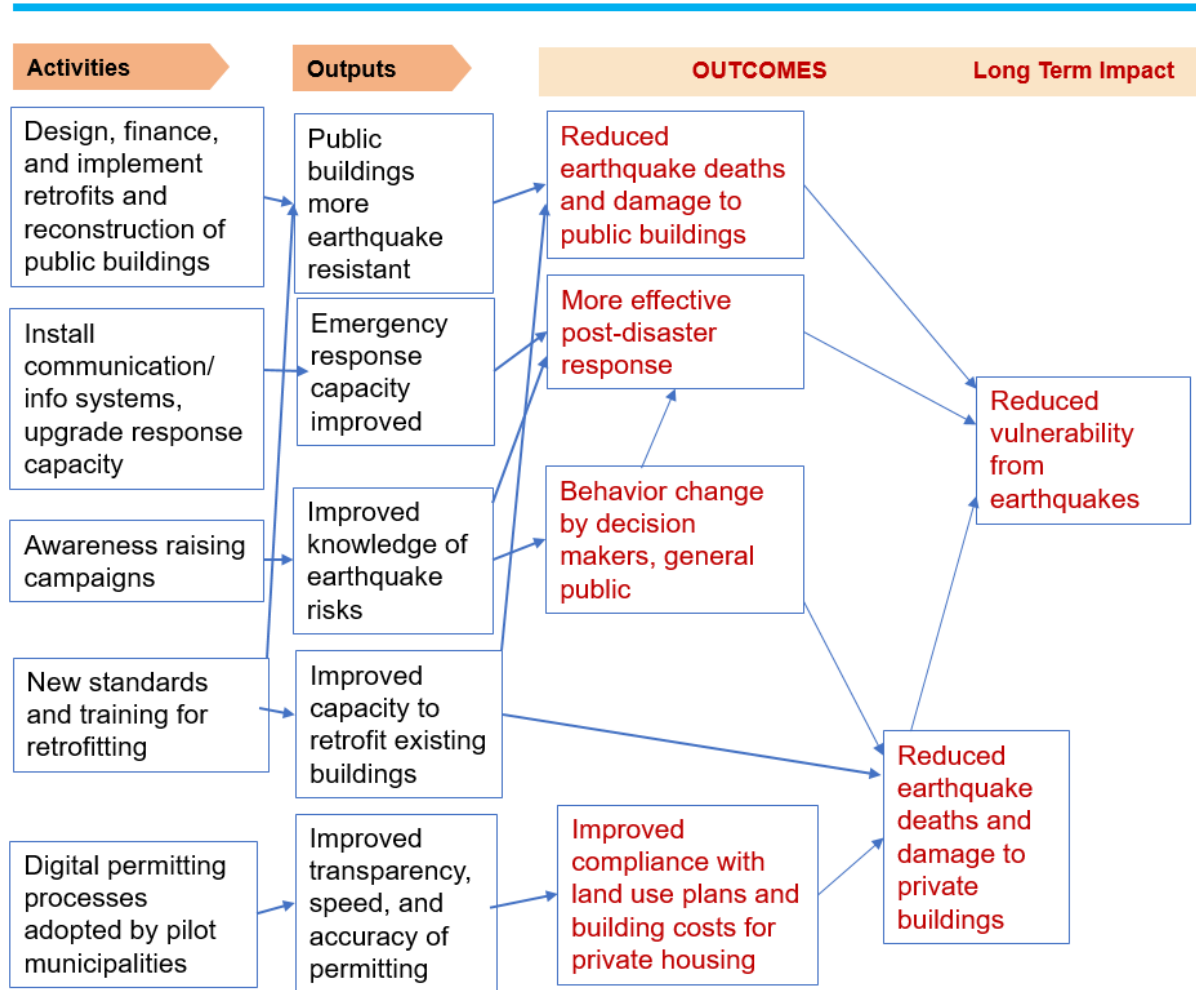 Activities
Outputs
OUTCOMES
Long Term Impact
Design, finance,
and implement
retrofits and
reconstruction of
public buildings
Public
buildings
more
earthquake
resistant
Reduced
earthquake deaths
and damage to
public buildings
Install
communication/
info systems,
upgrade response
capacity
Emergency
response
capacity
improved
More effective
post-disaster
response
Reduced
vulnerability
from
earthquakes
Awareness raising
campaigns
Improved
knowledge of
earthquake
risks
Behavior change
by decision
makers, general
public
New standards
and training for
retrofitting
Improved
capacity to
retrofit existing
buildings
Reduced
earthquake
deaths and
damage to
private
buildings
Digital permitting
processes
adopted by pilot
municipalities
Improved
transparency,
speed, and
accuracy of
permitting
Improved
compliance with
land use plans and
building costs for
private housing